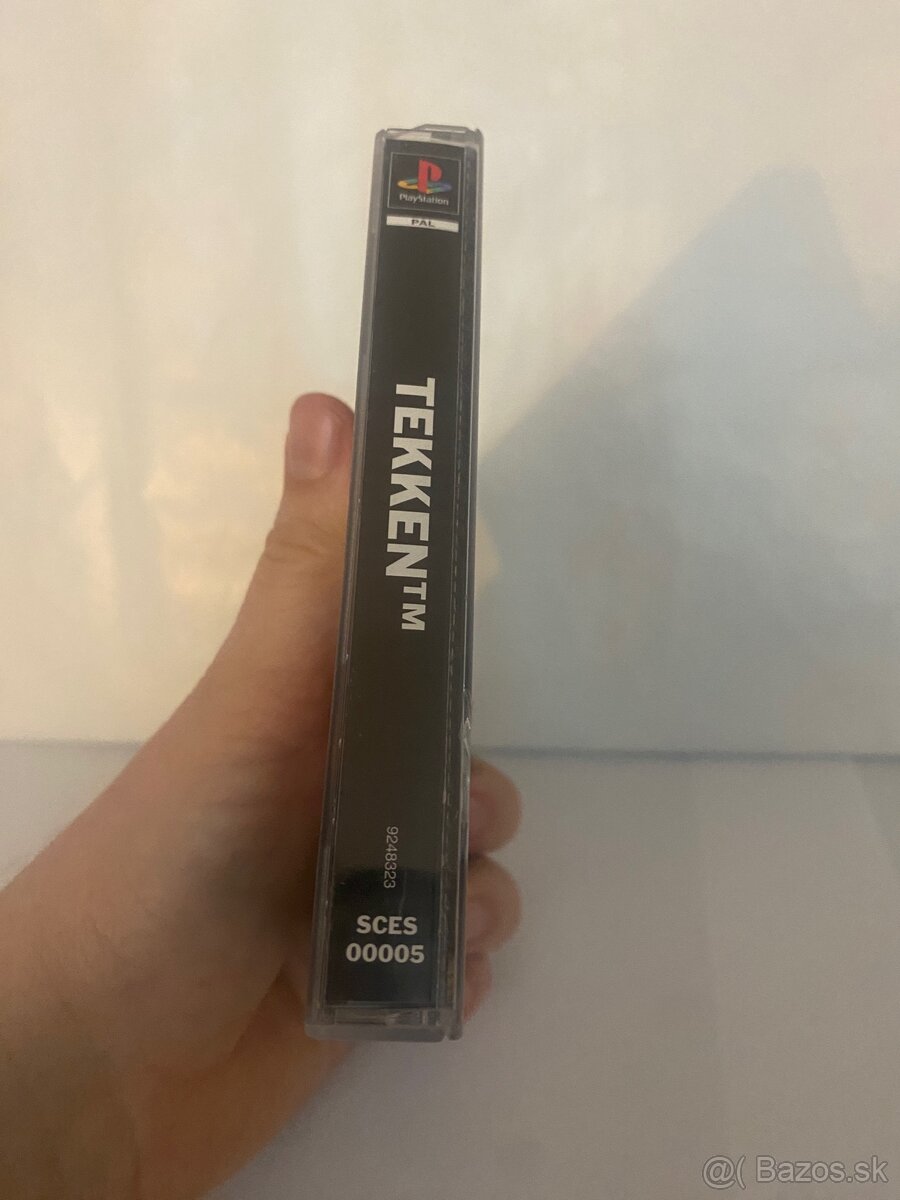 PlayStation
PAL
TEKKEN™
9248323
SCES
00005
@( Bazos.sk